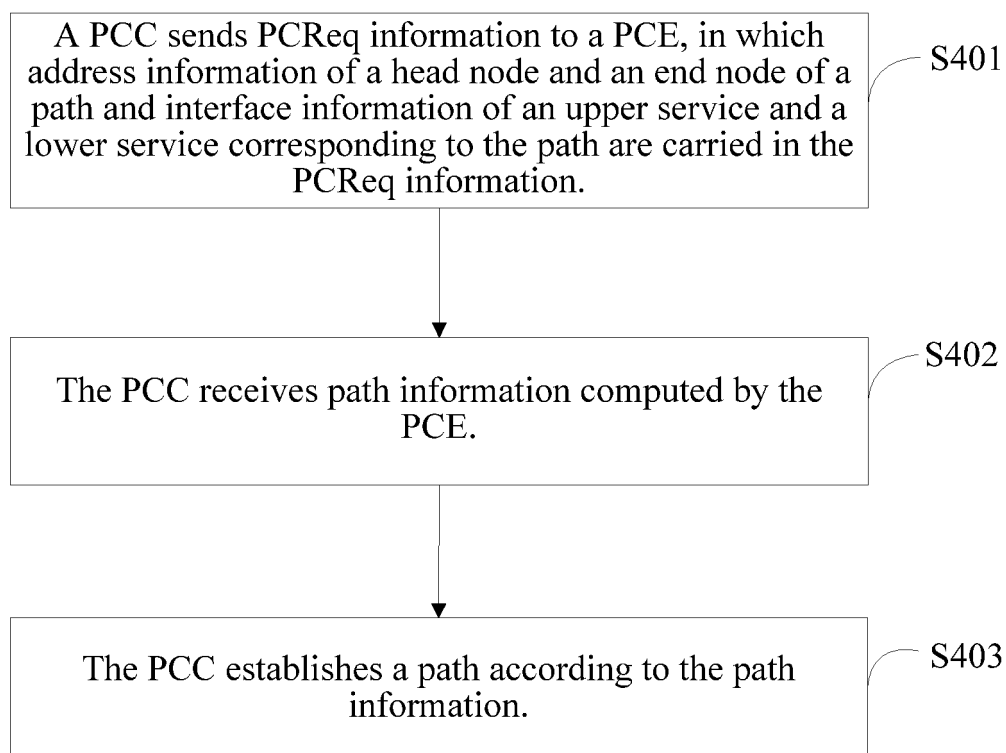 A PCC sends PCReq information to a PCE, in which
address information of a head node and an end node of a
path and interface information of an upper service and a
lower service corresponding to the path are carried in the
PCReq information.
S401
The PCC receives path information computed by the
PCE.
S402
The PCC establishes a path according to the path
information.
S403